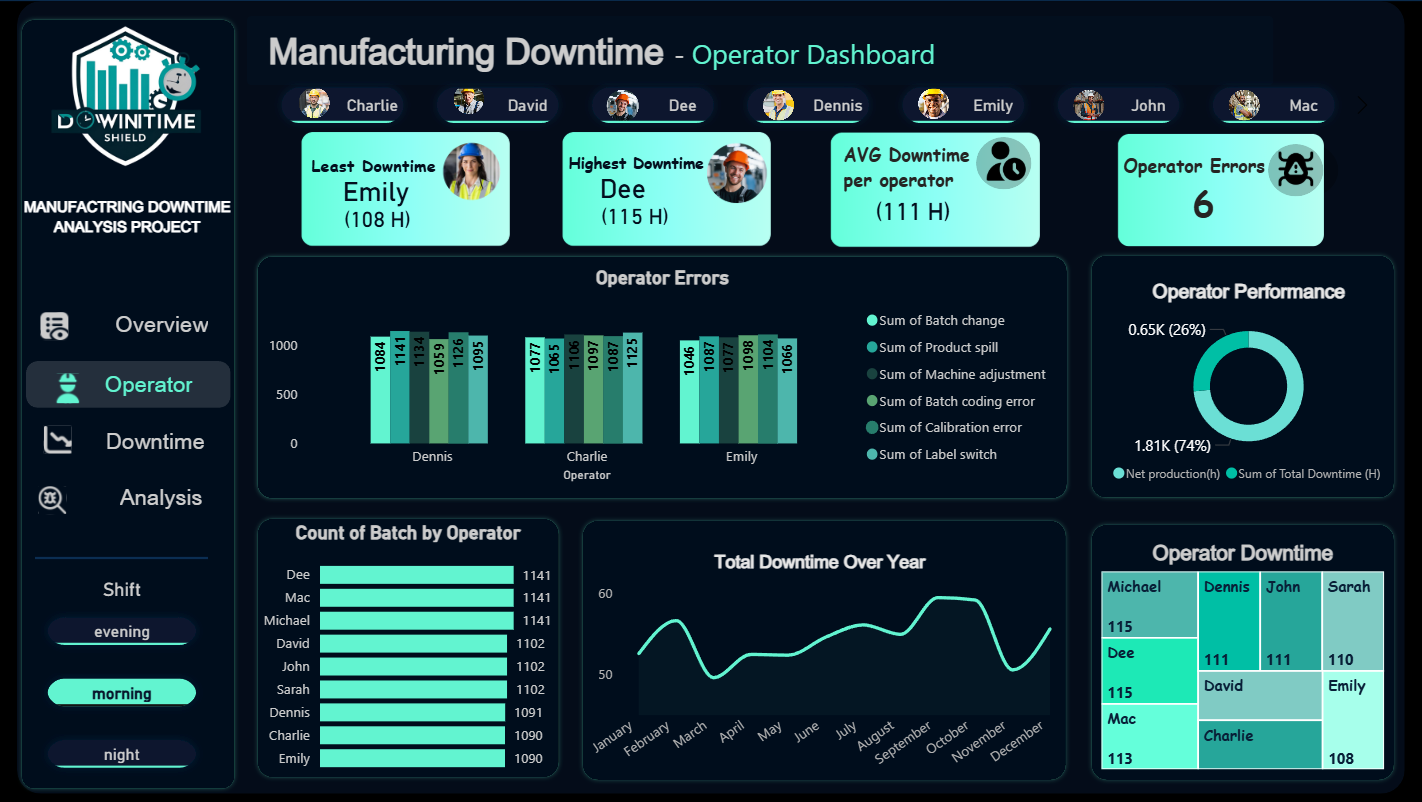 DOWINITIME
SHIELD
MANUFACTRING DOWNTIME
ANALYSIS PROJECT
Overview
Operator
Downtime
Analysis
Shift
evening
morning
night
Manufacturing Downtime - Operator Dashboard
Charlie
David
Dee
Dennis
Emily
John
Mac
Least Downtime
Emily
(108 H)
Highest Downtime
Dee
(115 H)
AVG Downtime
per operator
(111 H)
Operator Errors
6
Operator Errors
1000
500
0
1084
1141
1134
1059
1126
1095
1077
1065
1106
1097
1087
1125
1046
1087
1077
1098
1104
1066
Dennis
Charlie
Emily
Operator
Sum of Batch change
Sum of Product spill
Sum of Machine adjustment
Sum of Batch coding error
Sum of Calibration error
Sum of Label switch
Operator Performance
0.65K (26%)
1.81K (74%)
Net production(h) Sum of Total Downtime (H)
Count of Batch by Operator
Dee 1141
Mac 1141
Michael 1141
David 1102
John 1102
Sarah 1102
Dennis 1091
Charlie 1090
Emily 1090
Total Downtime Over Year
60
50
January
February
March
April
May
June
July
August
September
October
November
December
Operator Downtime
Michael
115
Dee
115
Mac
113
Dennis
111
John
111
Sarah
110
David
Charlie
Emily
108